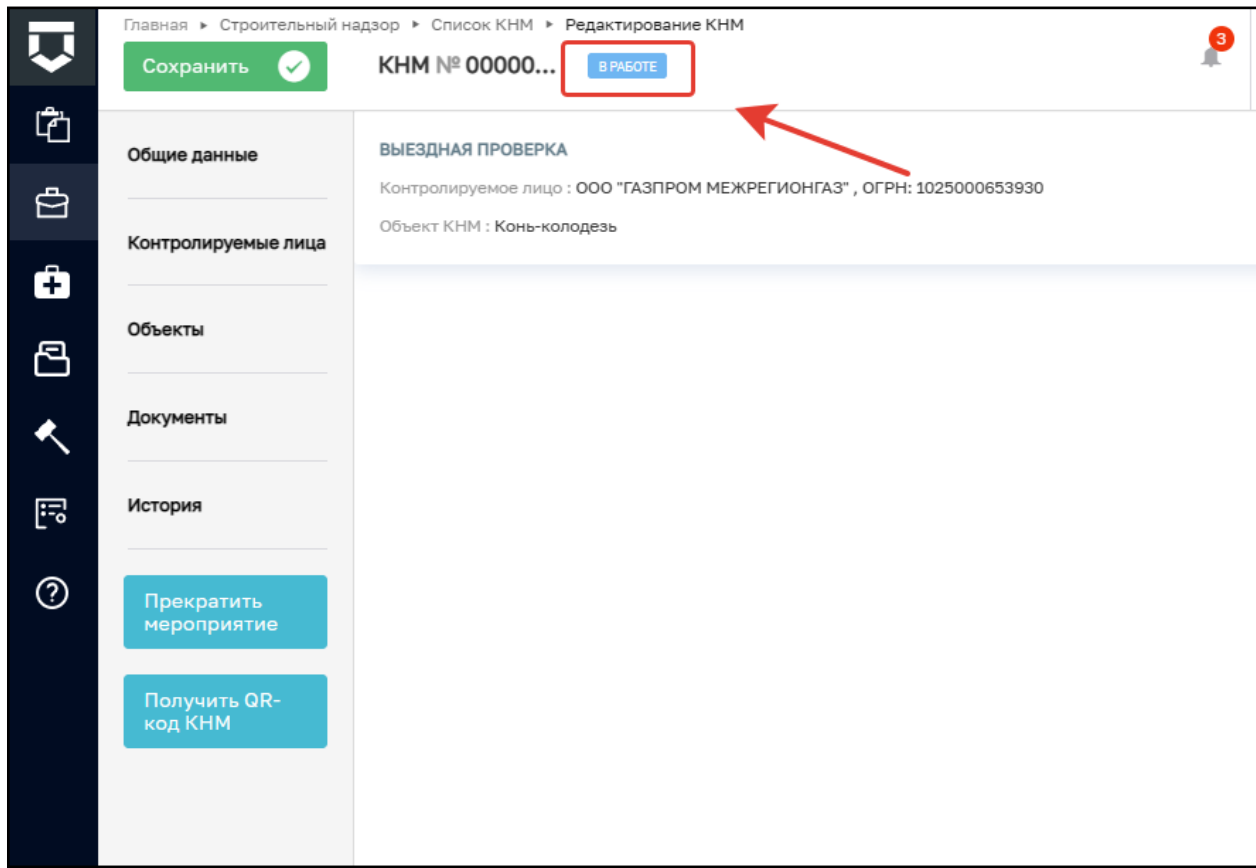 Главная ▸ Строительный надзор ▸ Список КНМ ▸ Редактирование КНМ
3
Сохранить
КНМ № 00000...
В РАБОТЕ
Общие данные
Контролируемые лица
Объекты
Документы
История
Прекратить
мероприятие
Получить QR-
код КНМ
ВЫЕЗДНАЯ ПРОВЕРКА
Контролируемое лицо : ООО "ГАЗПРОМ МЕЖРЕГИОНГАЗ" , ОГРН: 1025000653930
Объект КНМ : Конь-колодезь